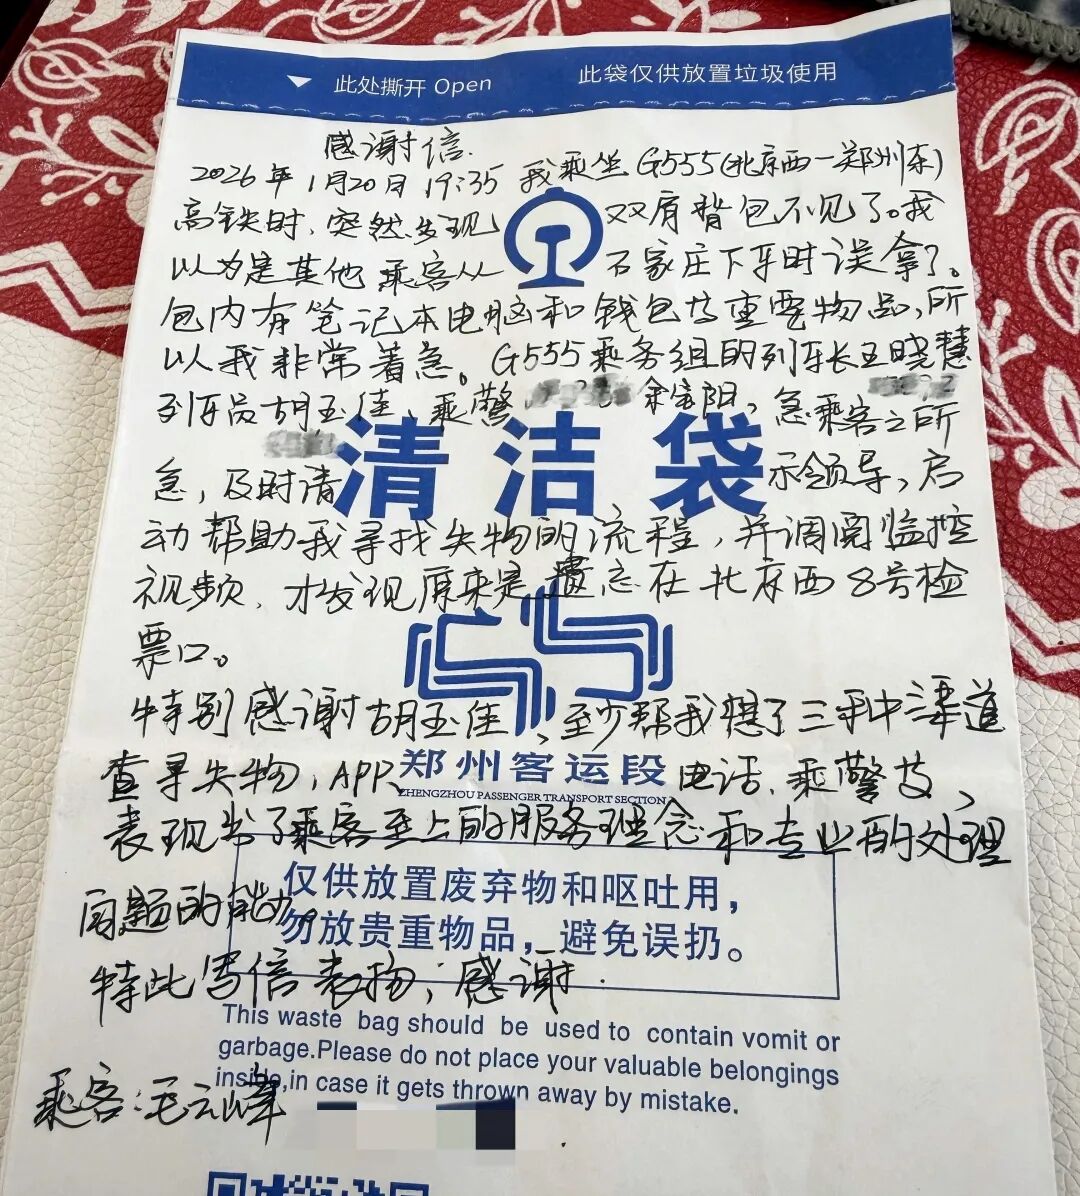 此处撕开 Open 此袋仅供放置垃圾使用
感谢信
2026年1月20日19:35 我乘坐G555(北京西—郑州东)
高铁时，突然发现双肩背包不见了。我
以为是其他乘客从石家庄下车时误拿了。
包内有笔记本电脑和钱包等重要物品，所
以我非常着急。G555乘务组的列车长王晓慧
列车员胡玉佳、乘警 余宝阳，急乘客之所
清洁袋
急，及时请示领导，启
动帮助我寻找失物的流程，并调阅监控
视频，才发现原来是遗忘在北京西8号检
票口。
特别感谢胡玉佳，至少帮我想了三种渠道
查寻失物，APP、电话、乘警等，
郑州客运段
ZHENGZHOU PASSENGER TRANSPORT SECTION
表现出了乘客至上的服务理念和专业的处理
问题的能力。
仅供放置废弃物和呕吐用，
勿放贵重物品，避免误扔。
特此写信表扬，感谢.
This waste bag should be used to contain vomit or
garbage.Please do not place your valuable belongings
inside,in case it gets thrown away by mistake.
乘客：毛云峰